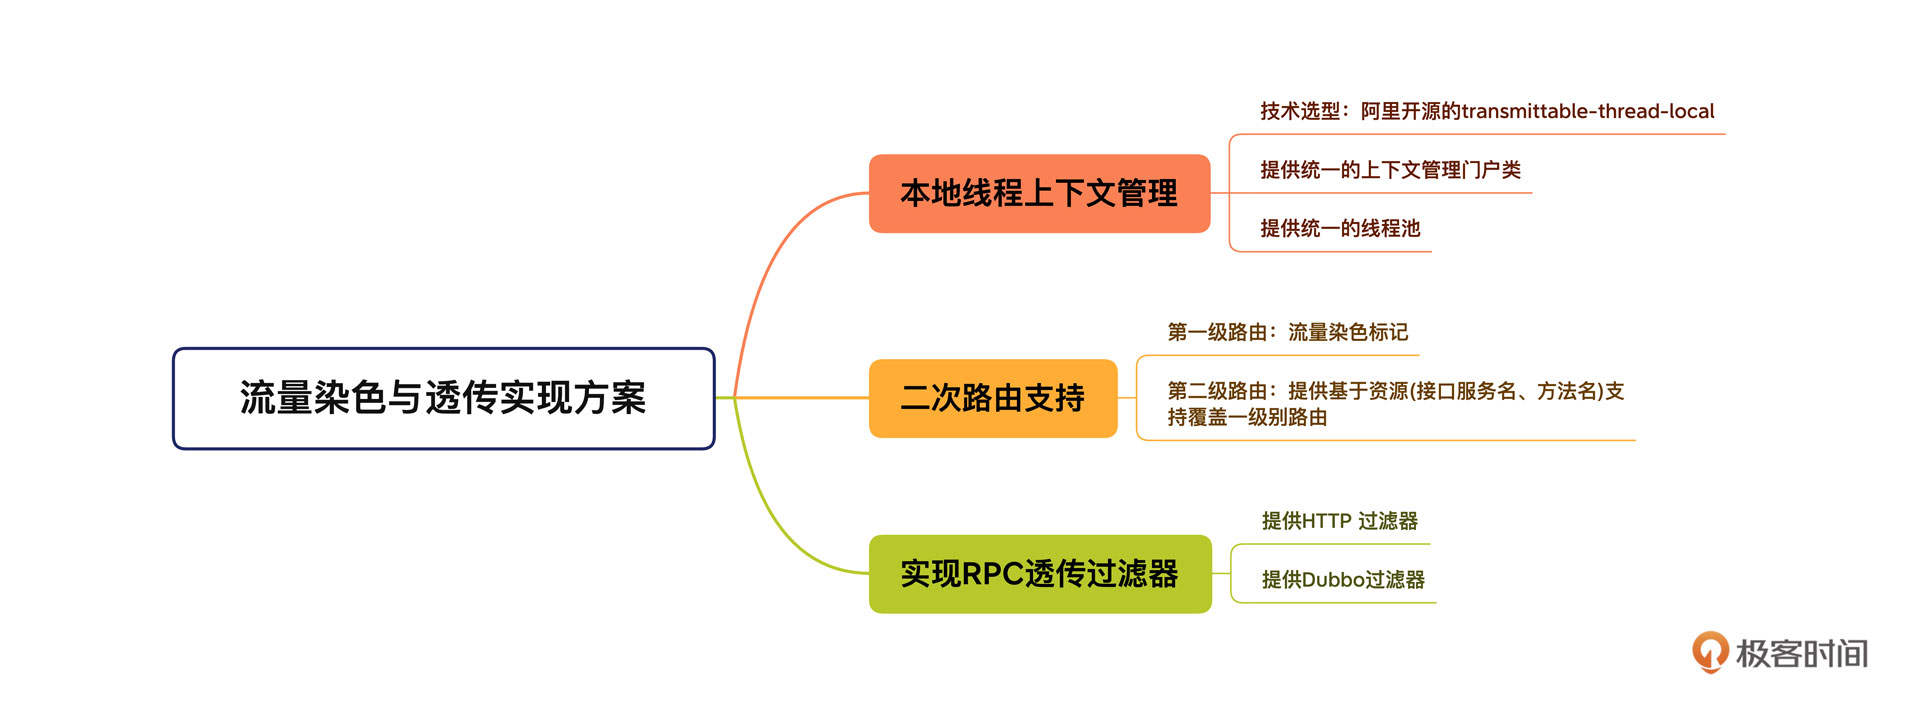 流量染色与透传实现方案
本地线程上下文管理
技术选型：阿里开源的transmittable-thread-local
提供统一的上下文管理门户类
提供统一的线程池
二次路由支持
第一级路由：流量染色标记
第二级路由：提供基于资源(接口服务名、方法名)支
持覆盖一级别路由
实现RPC透传过滤器
提供HTTP 过滤器
提供Dubbo过滤器
极客时间